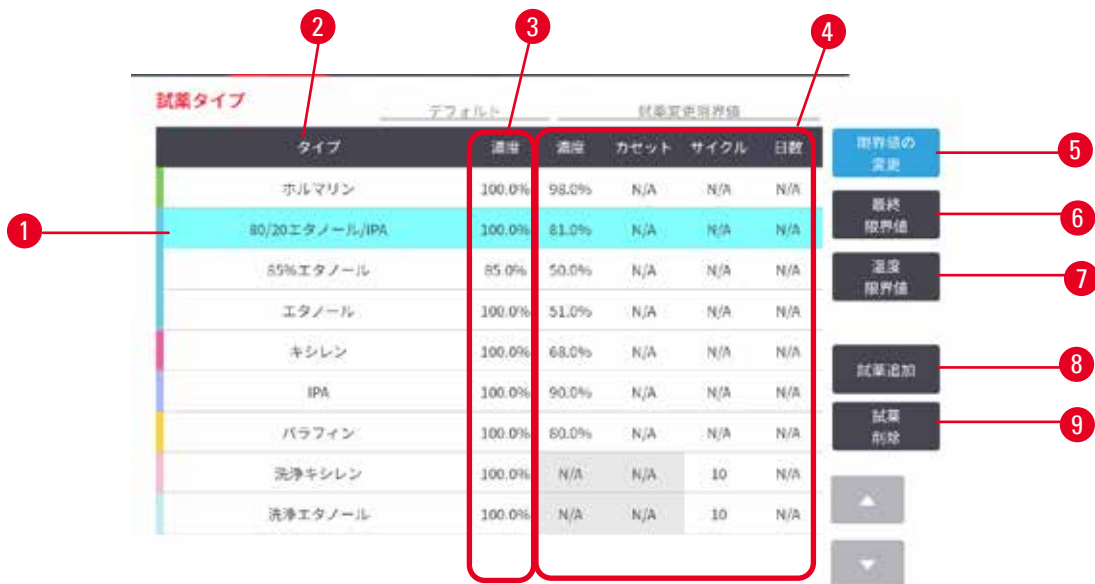 2 3 4
試薬タイプ デフォルト 試薬変更限界値
タイプ 濃度 濃度 カセット サイクル 日数
ホルマリン 100.0% 98.0% N/A N/A N/A
80/20エタノール/IPA 100.0% 81.0% N/A N/A N/A
85%エタノール 85.0% 50.0% N/A N/A N/A
エタノール 100.0% 51.0% N/A N/A N/A
キシレン 100.0% 68.0% N/A N/A N/A
IPA 100.0% 90.0% N/A N/A N/A
パラフィン 100.0% 80.0% N/A N/A N/A
洗浄キシレン 100.0% N/A N/A 10 N/A
洗浄エタノール 100.0% N/A N/A 10 N/A
1
限界値の
変更
5
最終
限界値
6
温度
限界値
7
試薬追加
8
試薬
削除
9